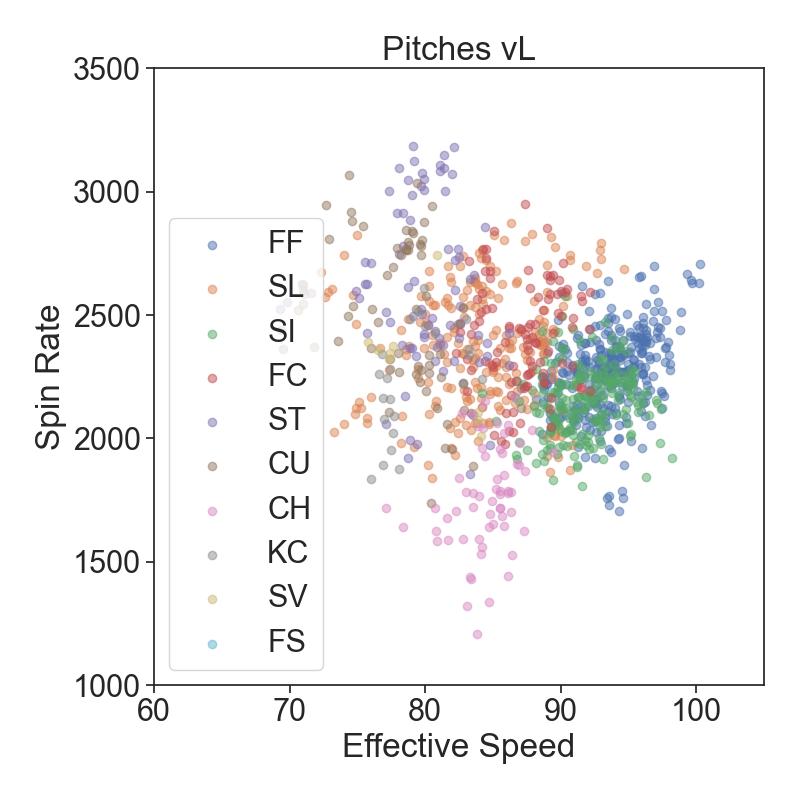 Pitches vL
3500
3000
2500
2000
1500
1000
Spin Rate
FF
SL
SI
FC
ST
CU
CH
KC
SV
FS
60
70
80
90
100
Effective Speed